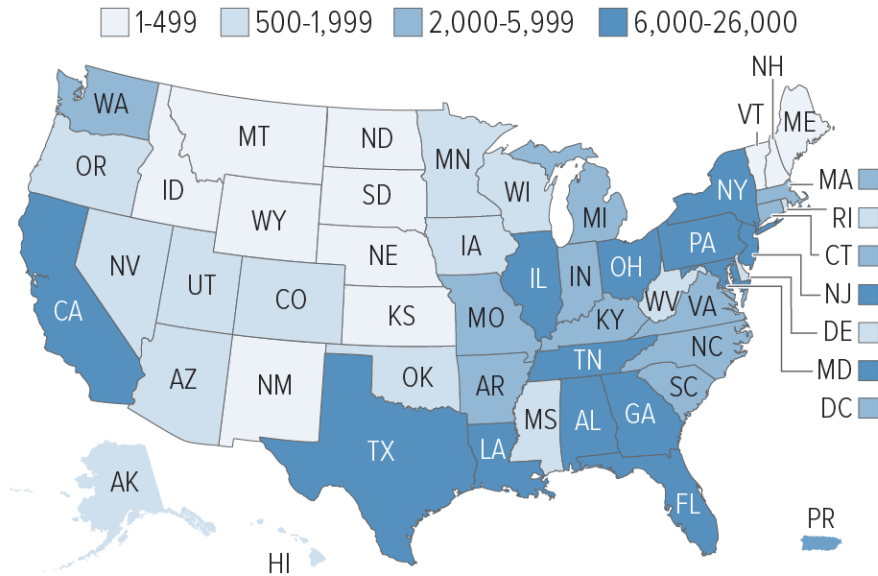 1-499 500-1,999 2,000-5,999 6,000-26,000
NH
VT
ME
WA
MT
ND
MN
OR
ID
SD
WI
NY
MA
WY
MI
RI
IA
PA
CT
NE
NV
IL
IN
OH
NJ
UT
CO
WV
VA
DE
CA
KS
MO
KY
MD
NC
TN
DC
AZ
NM
OK
AR
SC
MS
AL
GA
TX
LA
AK
FL
PR
HI